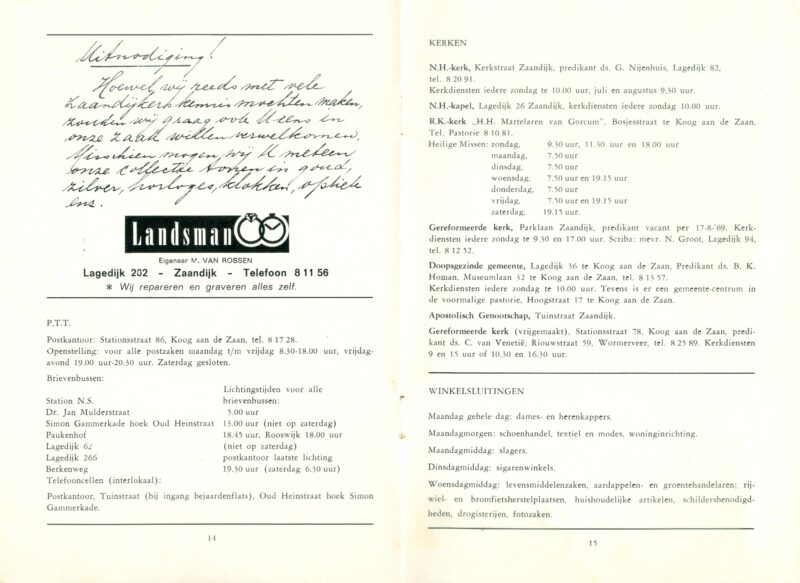 Uitnodiging!
Hoewel wij reeds met vele
Zaandijkers kennis mochten maken,
zouden wij graag ook U eens in
onze zaak willen verwelkomen.
Misschien mogen wij U meteen
onze collectie tonen in goud,
zilver, horloges, klokken, optiek
enz.
Landsman
Eigenaar M. VAN ROSSEN
Lagedijk 202 - Zaandijk - Telefoon 8 11 56
* Wij repareren en graveren alles zelf.
P.T.T.
Postkantoor: Stationsstraat 86, Koog aan de Zaan, tel. 8 17 28.
Openstelling: voor alle postzaken maandag t/m vrijdag 8.30-18.00 uur, vrijdag-
avond 19.00 uur-20.30 uur. Zaterdag gesloten.
Brievenbussen:
Lichtingstijden voor alle
Station N.S. brievenbussen:
Dr. Jan Mulderstraat 5.00 uur
Simon Gammerkade hoek Oud Heinstraat 13.00 uur (niet op zaterdag)
Paukenhof 18.45 uur, Rooswijk 18.00 uur
Lagedijk 62 (niet op zaterdag)
Lagedijk 266 postkantoor laatste lichting
Berkenweg 19.30 uur (zaterdag 6.30 uur)
Telefooncellen (interlokaal):
Postkantoor, Tuinstraat (bij ingang bejaardenflats), Oud Heinstraat hoek Simon
Gammerkade.
14
KERKEN
N.H.-kerk, Kerkstraat Zaandijk, predikant ds. G. Nijenhuis, Lagedijk 82,
tel. 8 20 91.
Kerkdiensten iedere zondag te 10.00 uur, juli en augustus 9.30 uur.
N.H.-kapel, Lagedijk 26 Zaandijk, kerkdiensten iedere zondag 10.00 uur.
R.K.-kerk „H.H. Martelaren van Gorcum", Bosjesstraat te Koog aan de Zaan.
Tel. Pastorie 8 10 81.
Heilige Missen: zondag, 9.30 uur, 11.30 uur en 18.00 uur
maandag, 7.50 uur
dinsdag, 7.50 uur
woensdag, 7.50 uur en 19.15 uur
donderdag, 7.50 uur
vrijdag, 7.50 uur en 19.15 uur
zaterdag, 19.15 uur.
Gereformeerde kerk, Parklaan Zaandijk, predikant vacant per 17-8-'69. Kerk-
diensten iedere zondag te 9.30 en 17.00 uur. Scriba: mevr. N. Groot, Lagedijk 94,
tel. 8 12 52.
Doopsgezinde gemeente, Lagedijk 36 te Koog aan de Zaan, Predikant ds. B. K.
Homan, Museumlaan 32 te Koog aan de Zaan, tel. 8 13 57.
Kerkdiensten iedere zondag te 10.00 uur. Tevens is er een gemeente-centrum in
de voormalige pastorie, Hoogstraat 17 te Koog aan de Zaan.
Apostolisch Genootschap, Tuinstraat Zaandijk.
Gereformeerde kerk (vrijgemaakt), Stationsstraat 78, Koog aan de Zaan, predi-
kant ds. C. van Venetië, Riouwstraat 59, Wormerveer, tel. 8 25 89. Kerkdiensten
9 en 15 uur of 10.30 en 16.30 uur.
WINKELSLUITINGEN
Maandag gehele dag: dames- en herenkappers.
Maandagmorgen: schoenhandel, textiel en modes, woninginrichting.
Maandagmiddag: slagers.
Dinsdagmiddag: sigarenwinkels.
Woensdagmiddag: levensmiddelenzaken, aardappelen- en groentehandelaren; rij-
wiel- en bromfietsherstelplaatsen, huishoudelijke artikelen, schildersbenodigd-
heden, drogisterijen, fotozaken.
15